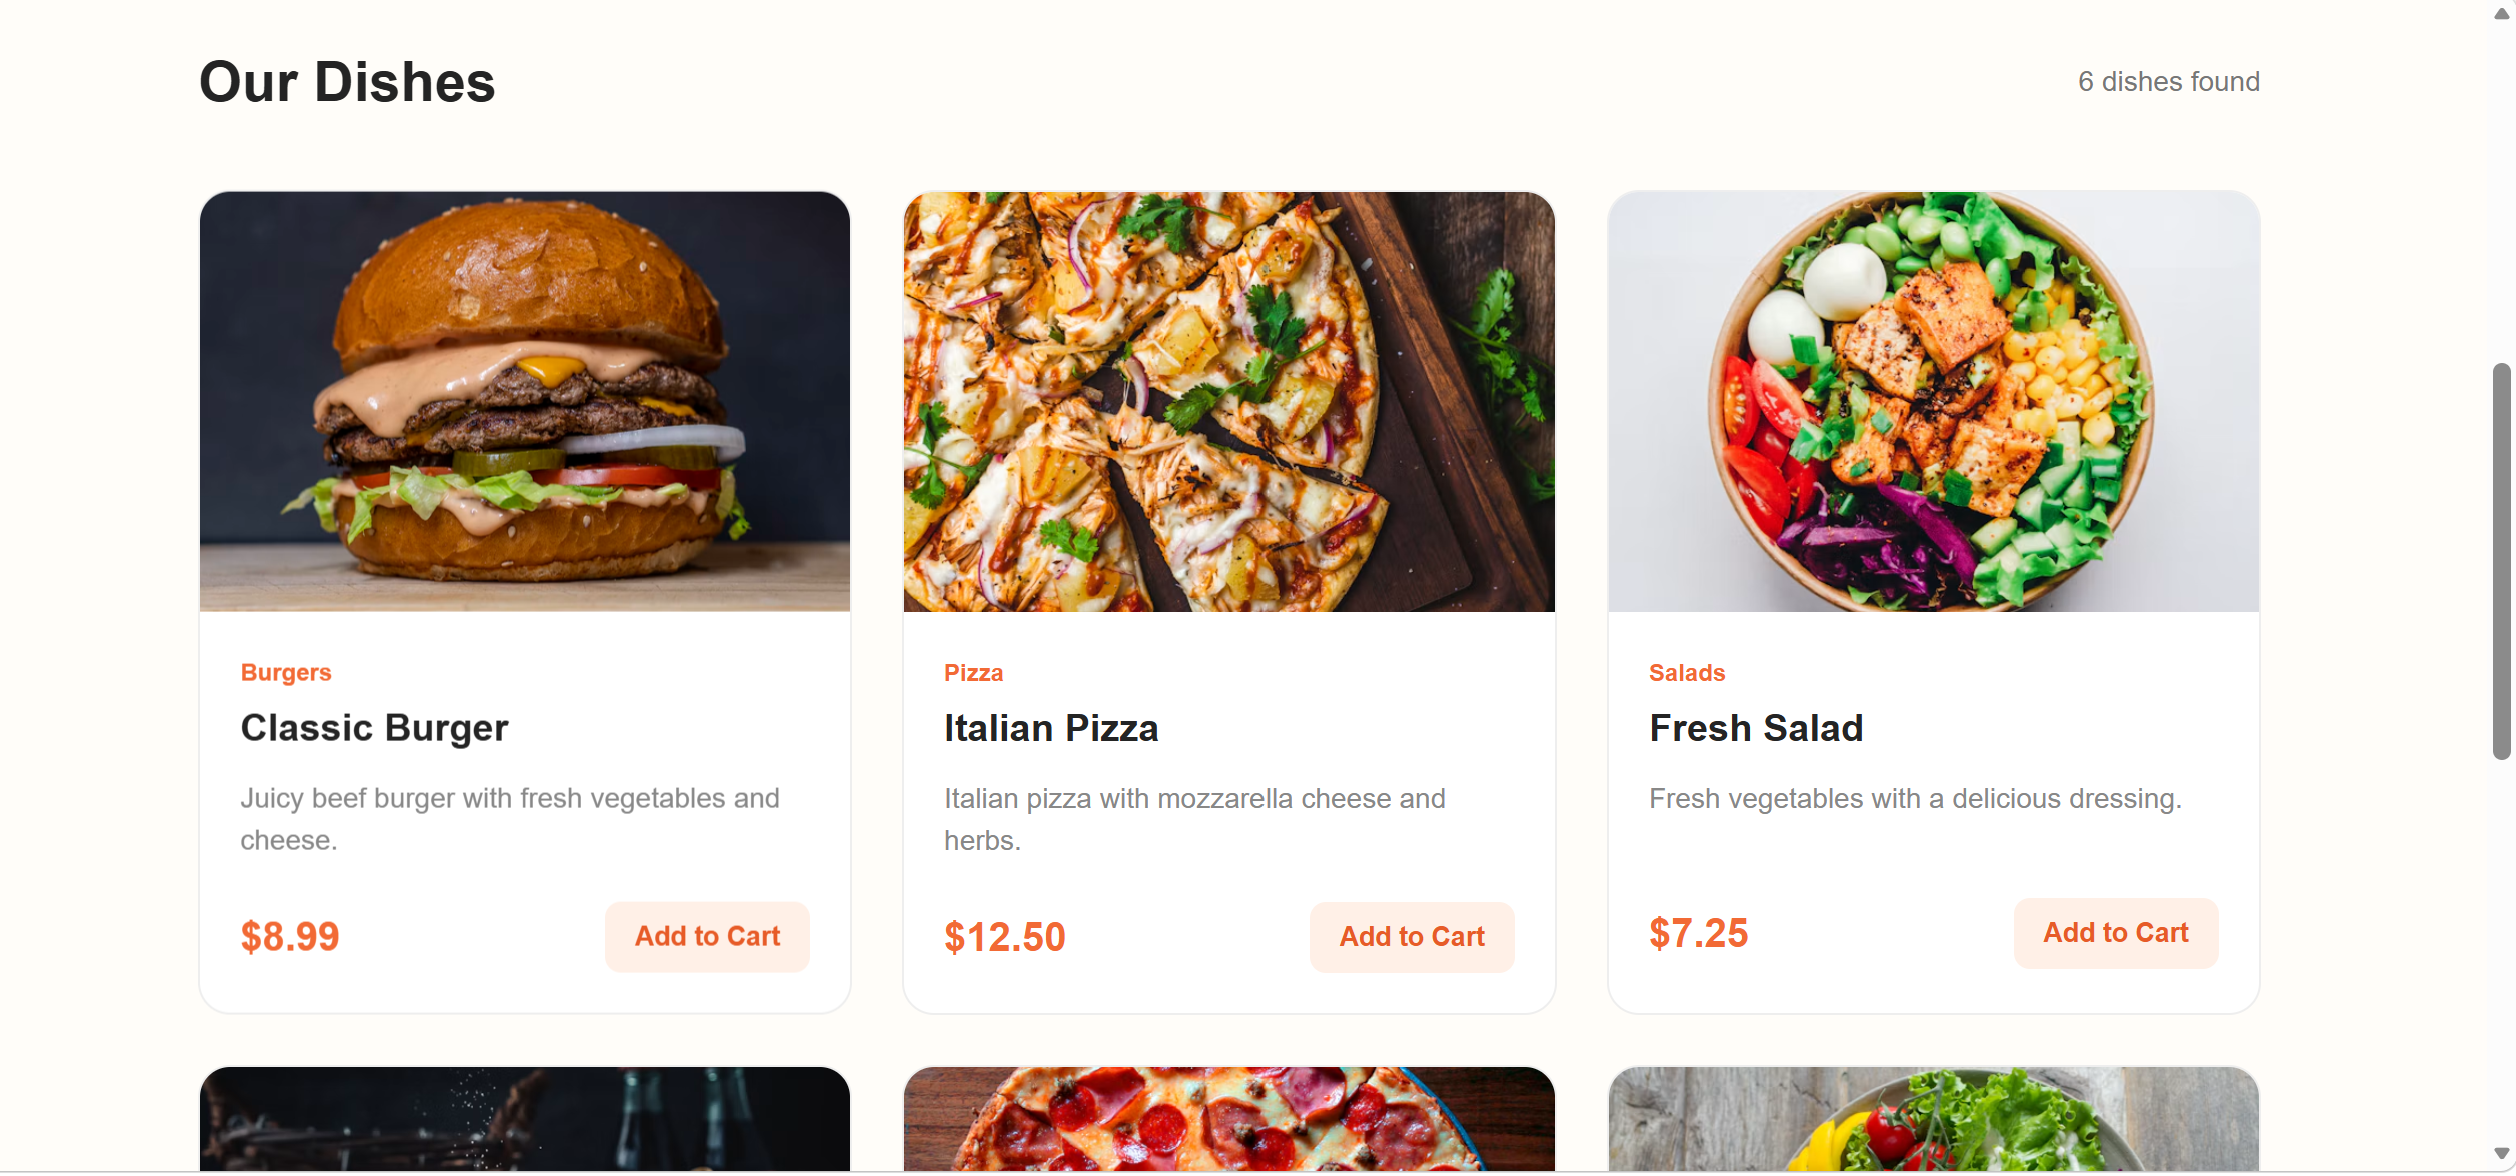 Our Dishes
6 dishes found
Burgers
Classic Burger
Juicy beef burger with fresh vegetables and
cheese.
$8.99
Add to Cart
Pizza
Italian Pizza
Italian pizza with mozzarella cheese and
herbs.
$12.50
Add to Cart
Salads
Fresh Salad
Fresh vegetables with a delicious dressing.
$7.25
Add to Cart